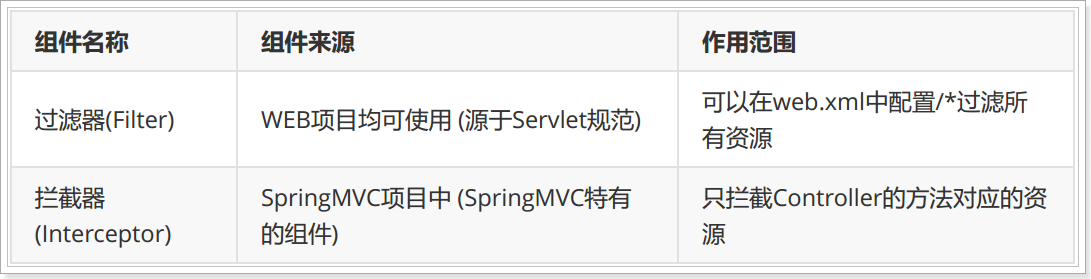 组件名称
组件来源
作用范围
过滤器(Filter)
WEB项目均可使用 (源于Servlet规范)
可以在web.xml中配置/*过滤所
有资源
拦截器
(Interceptor)
SpringMVC项目中 (SpringMVC特有
的组件)
只拦截Controller的方法对应的资
源